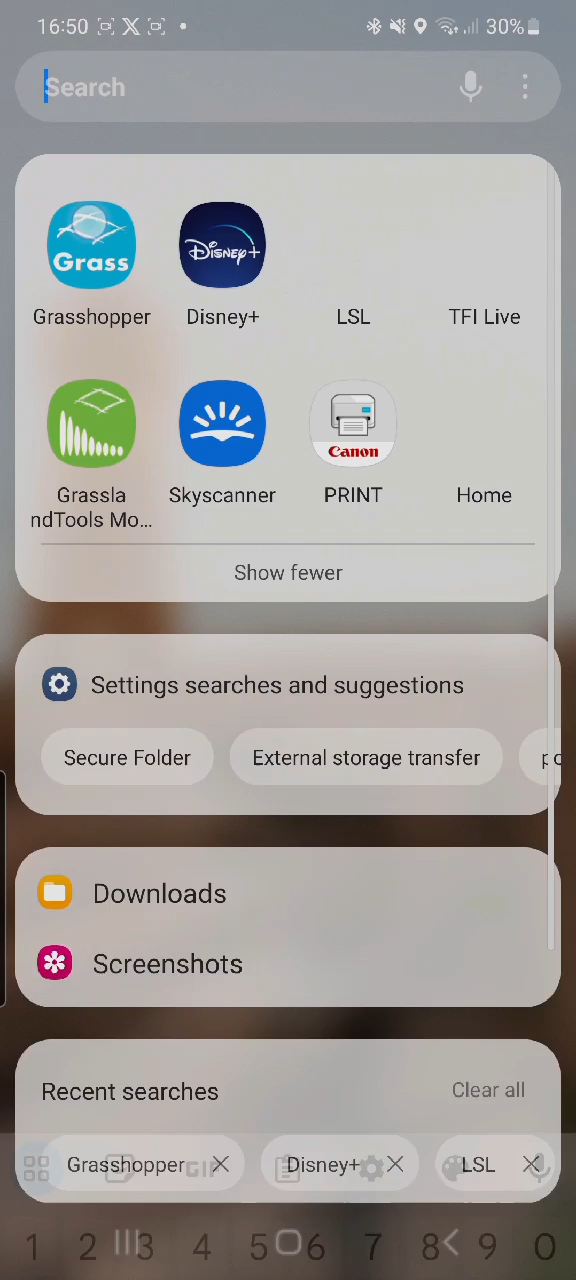 16:50 30%
Search
Grass
Disney+
Grasshopper Disney+ LSL TFI Live
Canon
Grassla
ndTools Mo... Skyscanner PRINT Home
Show fewer
Settings searches and suggestions
Secure Folder External storage transfer
Downloads
Screenshots
Recent searches Clear all
Grasshopper Disney+ LSL
GIF
1 2 3 4 5 6 7 8 9 0